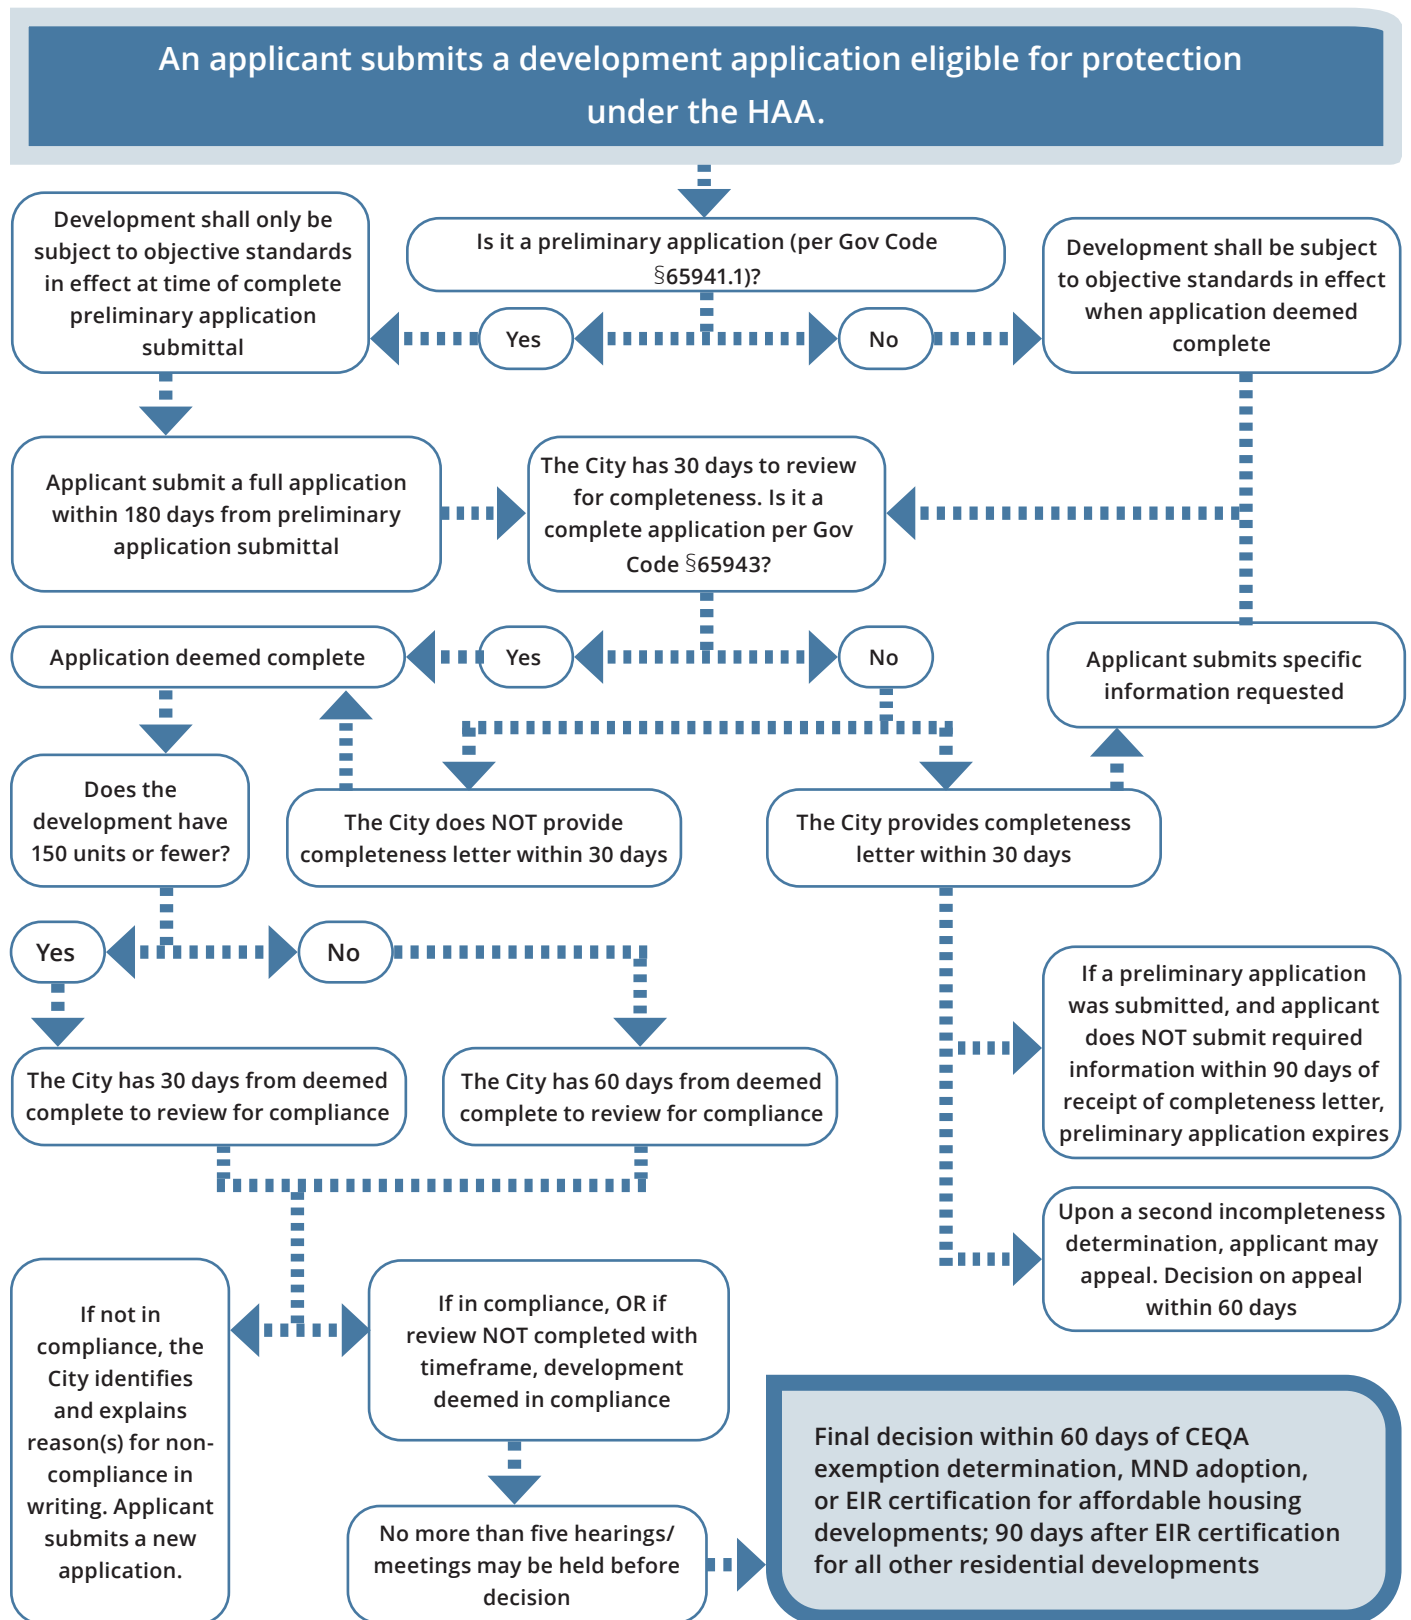 An applicant submits a development application eligible for protection
under the HAA.
Development shall only be
subject to objective standards
in effect at time of complete
preliminary application
submittal
Is it a preliminary application (per Gov Code
§65941.1)?
Development shall be subject
to objective standards in effect
when application deemed
complete
Yes
No
Applicant submit a full application
within 180 days from preliminary
application submittal
The City has 30 days to review
for completeness. Is it a
complete application per Gov
Code §65943?
Application deemed complete
Yes
No
Applicant submits specific
information requested
Does the
development have
150 units or fewer?
The City does NOT provide
completeness letter within 30 days
The City provides completeness
letter within 30 days
Yes
No
If a preliminary application
was submitted, and applicant
does NOT submit required
information within 90 days of
receipt of completeness letter,
preliminary application expires
The City has 30 days from deemed
complete to review for compliance
The City has 60 days from deemed
complete to review for compliance
Upon a second incompleteness
determination, applicant may
appeal. Decision on appeal
within 60 days
If not in
compliance, the
City identifies
and explains
reason(s) for non-
compliance in
writing. Applicant
submits a new
application.
If in compliance, OR if
review NOT completed with
timeframe, development
deemed in compliance
No more than five hearings/
meetings may be held before
decision
Final decision within 60 days of CEQA
exemption determination, MND adoption,
or EIR certification for affordable housing
developments; 90 days after EIR certification
for all other residential developments